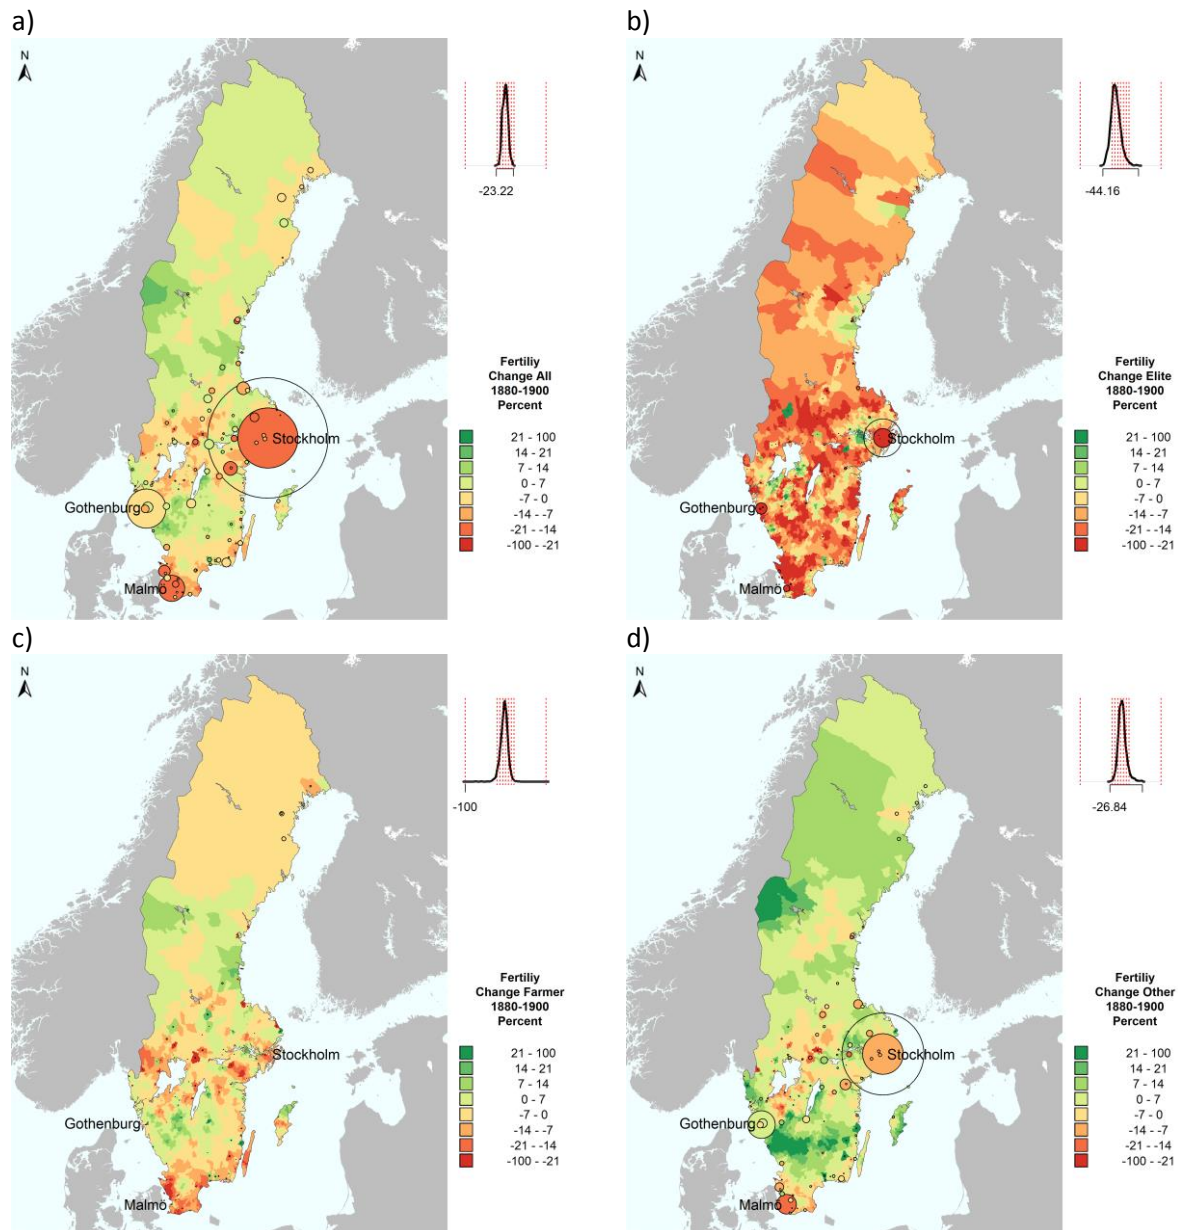 a)
N
-23.22
Fertiliy
Change All
1880-1900
Percent
21 - 100
14 - 21
7 - 14
0 - 7
-7 - 0
-14 - -7
-21 - -14
-100 - -21
Stockholm
Gothenburg
Malmö
b)
N
-44.16
Fertiliy
Change Elite
1880-1900
Percent
21 - 100
14 - 21
7 - 14
0 - 7
-7 - 0
-14 - -7
-21 - -14
-100 - -21
Stockholm
Gothenburg
Malmö
c)
N
-100
Fertiliy
Change Farmer
1880-1900
Percent
21 - 100
14 - 21
7 - 14
0 - 7
-7 - 0
-14 - -7
-21 - -14
-100 - -21
Stockholm
Gothenburg
Malmö
d)
N
-26.84
Fertiliy
Change Other
1880-1900
Percent
21 - 100
14 - 21
7 - 14
0 - 7
-7 - 0
-14 - -7
-21 - -14
-100 - -21
Stockholm
Gothenburg
Malmö